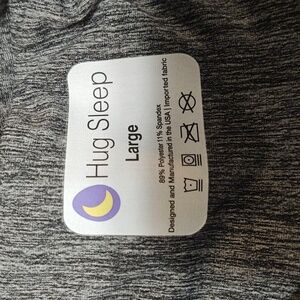 Hug Sleep
Large
89% Polyester 11% Spandex
Designed and Manufactured in the USA | Imported fabric